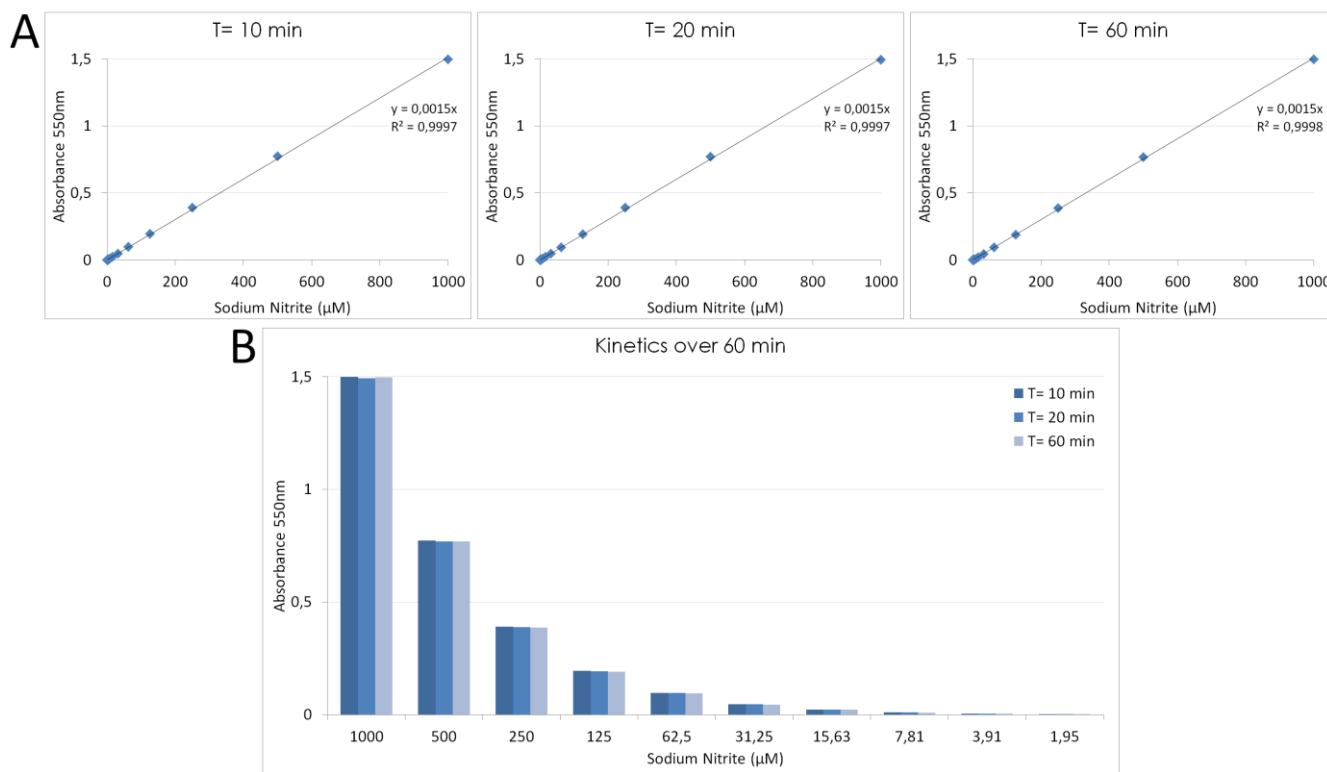 A
T= 10 min
1,5
1
0,5
0
Absorbance 550nm
y = 0,0015x
R² = 0,9997
0 200 400 600 800 1000
Sodium Nitrite (µM)
T= 20 min
1,5
1
0,5
0
Absorbance 550nm
y = 0,0015x
R² = 0,9997
0 200 400 600 800 1000
Sodium Nitrite (µM)
T= 60 min
1,5
1
0,5
0
Absorbance 550nm
y = 0,0015x
R² = 0,9998
0 200 400 600 800 1000
Sodium Nitrite (µM)
B
Kinetics over 60 min
1,5
1
0,5
0
Absorbance 550nm
T= 10 min
T= 20 min
T= 60 min
1000 500 250 125 62,5 31,25 15,63 7,81 3,91 1,95
Sodium Nitrite (µM)